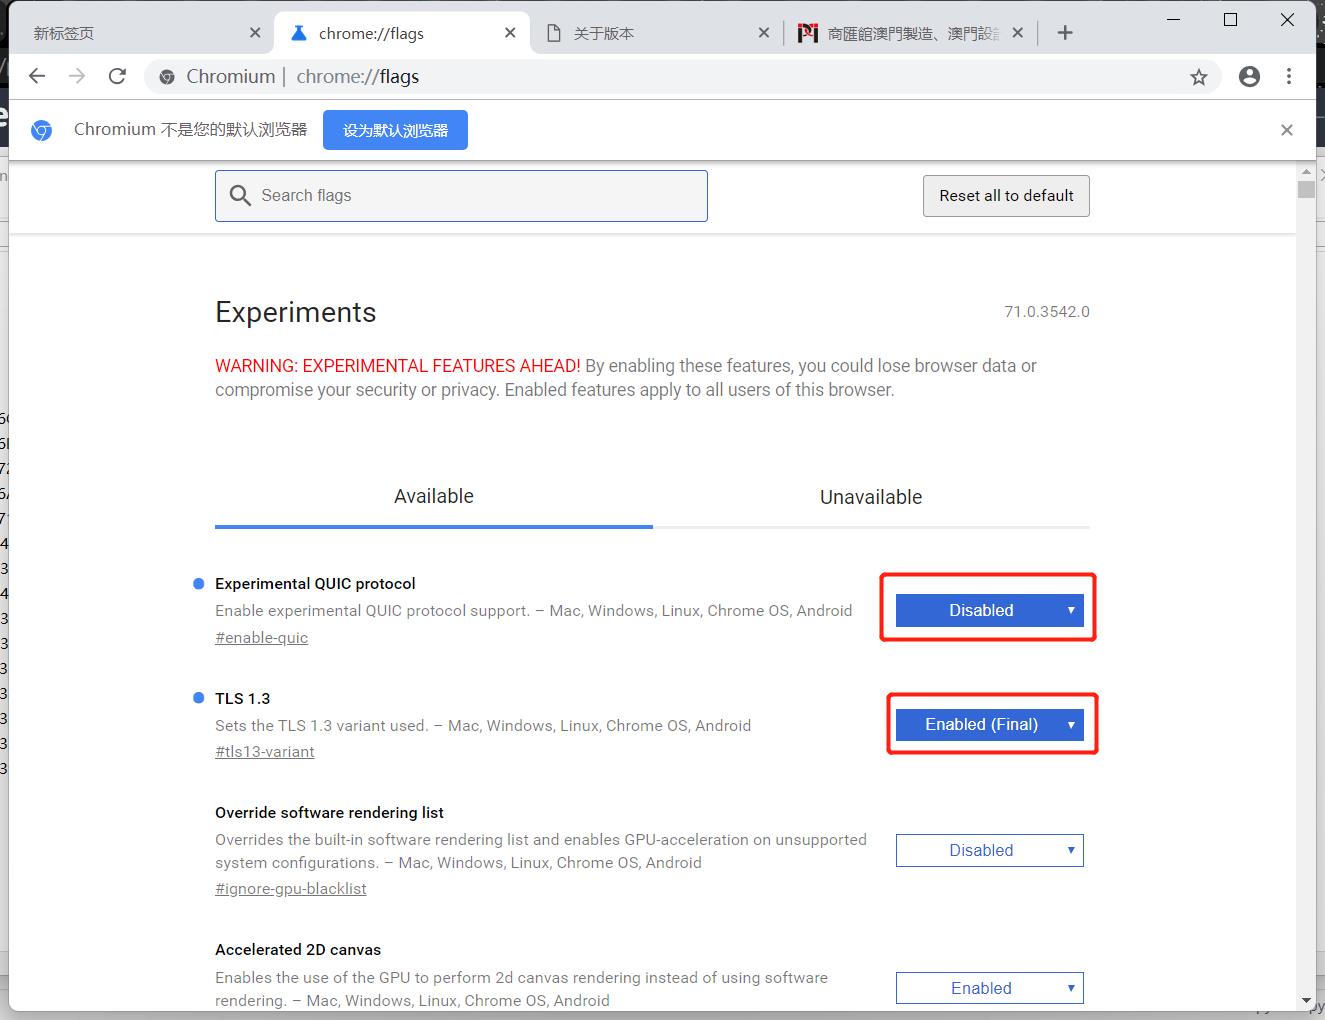 新标签页
chrome://flags
关于版本
商匯館澳門製造、澳門設
Chromium | chrome://flags
Chromium 不是您的默认浏览器
设为默认浏览器
Search flags
Reset all to default
Experiments
71.0.3542.0
WARNING: EXPERIMENTAL FEATURES AHEAD! By enabling these features, you could lose browser data or
compromise your security or privacy. Enabled features apply to all users of this browser.
Available
Unavailable
Experimental QUIC protocol
Enable experimental QUIC protocol support. – Mac, Windows, Linux, Chrome OS, Android
#enable-quic
Disabled
TLS 1.3
Sets the TLS 1.3 variant used. – Mac, Windows, Linux, Chrome OS, Android
#tls13-variant
Enabled (Final)
Override software rendering list
Overrides the built-in software rendering list and enables GPU-acceleration on unsupported
system configurations. – Mac, Windows, Linux, Chrome OS, Android
#ignore-gpu-blacklist
Disabled
Accelerated 2D canvas
Enables the use of the GPU to perform 2d canvas rendering instead of using software
rendering. – Mac, Windows, Linux, Chrome OS, Android
Enabled